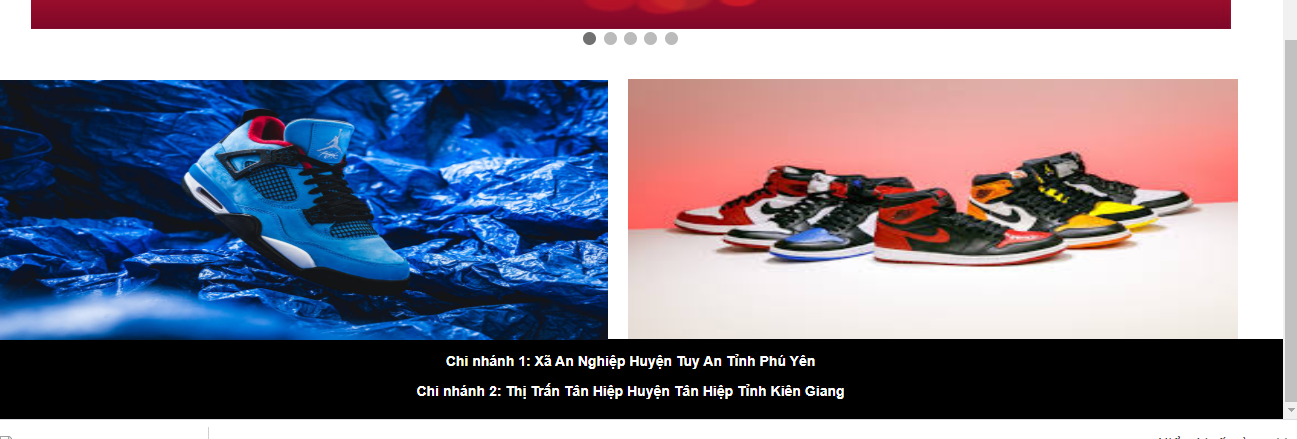 Chi nhánh 1: Xã An Nghiệp Huyện Tuy An Tỉnh Phú Yên
Chi nhánh 2: Thị Trấn Tân Hiệp Huyện Tân Hiệp Tỉnh Kiên Giang